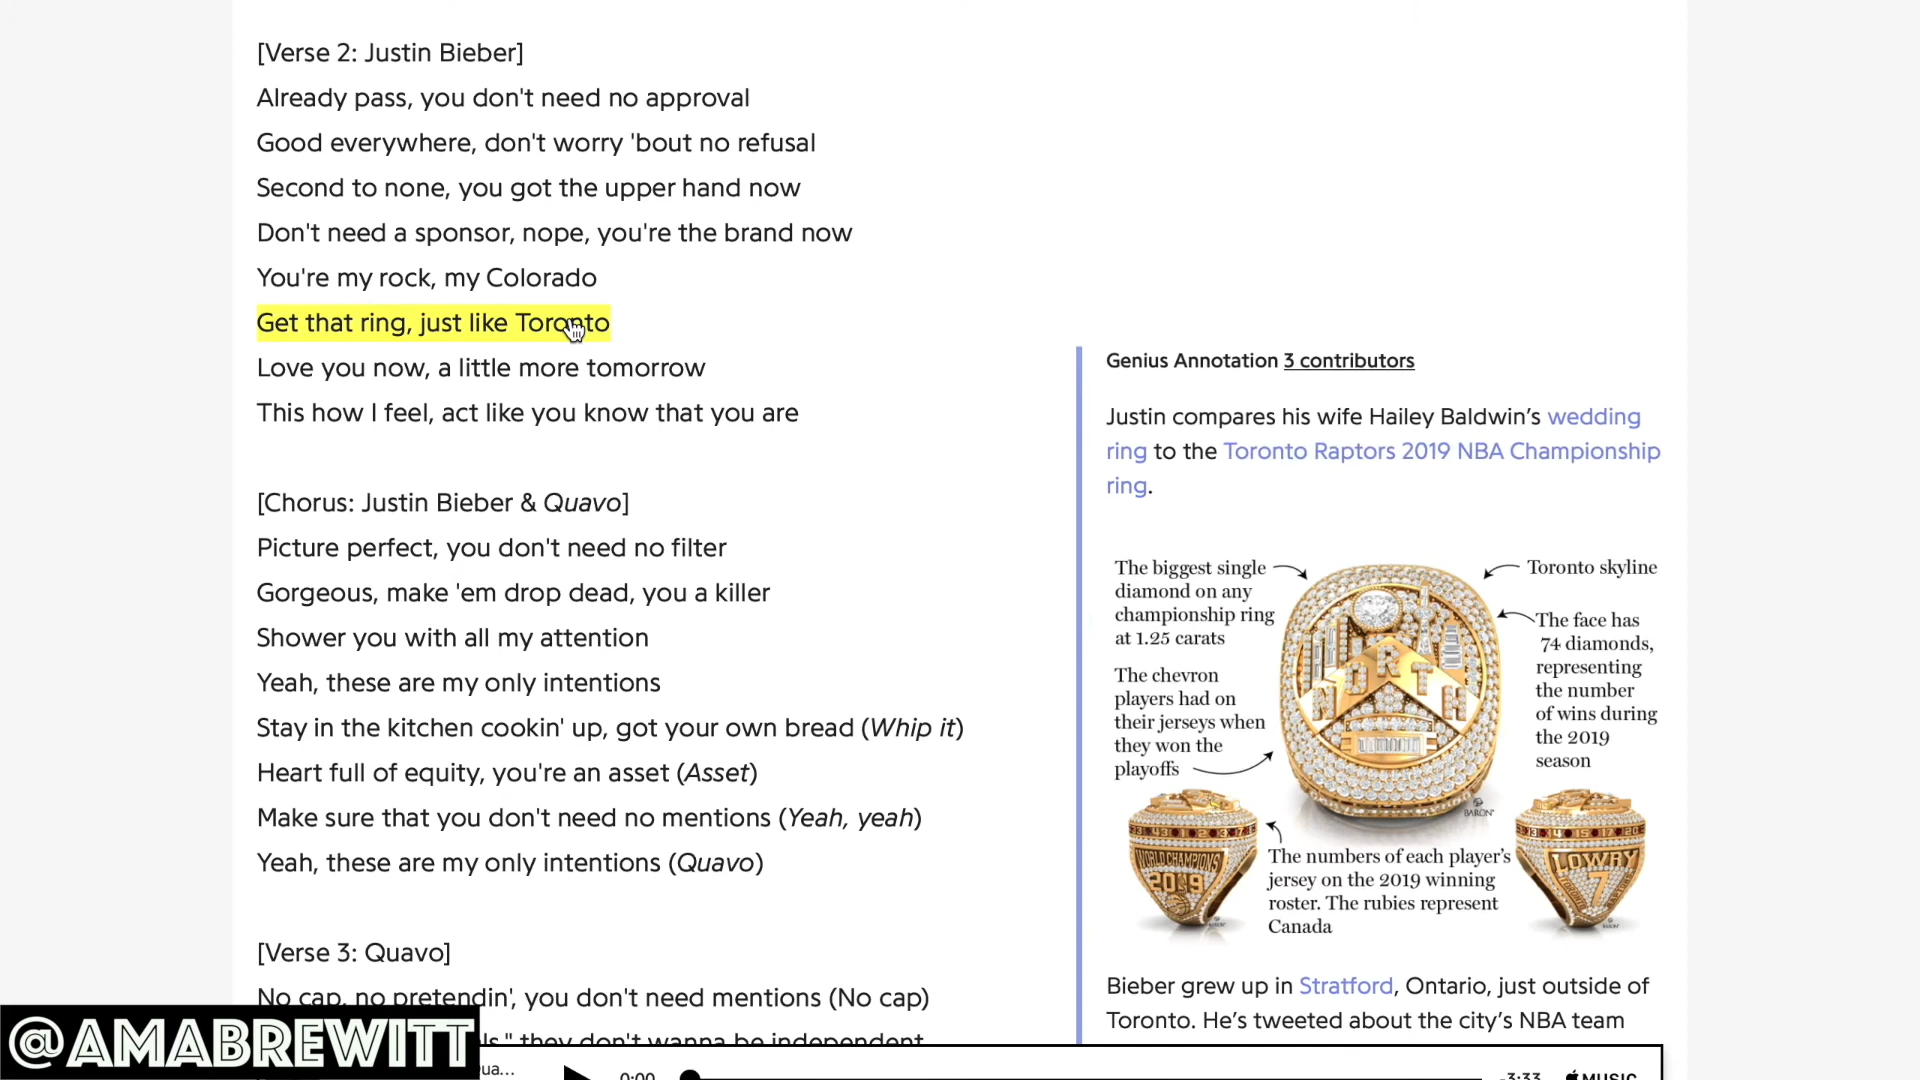 [Verse 2: Justin Bieber]
Already pass, you don't need no approval
Good everywhere, don't worry 'bout no refusal
Second to none, you got the upper hand now
Don't need a sponsor, nope, you're the brand now
You're my rock, my Colorado
Get that ring, just like Toronto
Love you now, a little more tomorrow
This how I feel, act like you know that you are
[Chorus: Justin Bieber & Quavo]
Picture perfect, you don't need no filter
Gorgeous, make 'em drop dead, you a killer
Shower you with all my attention
Yeah, these are my only intentions
Stay in the kitchen cookin' up, got your own bread (Whip it)
Heart full of equity, you're an asset (Asset)
Make sure that you don't need no mentions (Yeah, yeah)
Yeah, these are my only intentions (Quavo)
[Verse 3: Quavo]
No cap, no pretendin', you don't need mentions (No cap)
ls," they don't wanna be independent
Genius Annotation 3 contributors
Justin compares his wife Hailey Baldwin's wedding
ring to the Toronto Raptors 2019 NBA Championship
ring.
The biggest single
diamond on any
championship ring
at 1.25 carats
The chevron
players had on
their jerseys when
they won the
playoffs
Toronto skyline
The face has
74 diamonds,
representing
the number
of wins during
the 2019
season
NORTH
BARON
WORLD CHAMPIONS
2019
The numbers of each player's
jersey on the 2019 winning
roster. The rubies represent
Canada
LOWRY
7
Bieber grew up in Stratford, Ontario, just outside of
Toronto. He's tweeted about the city's NBA team
@AMABREWITT
ua...
0:00
-3:33
MUSIC